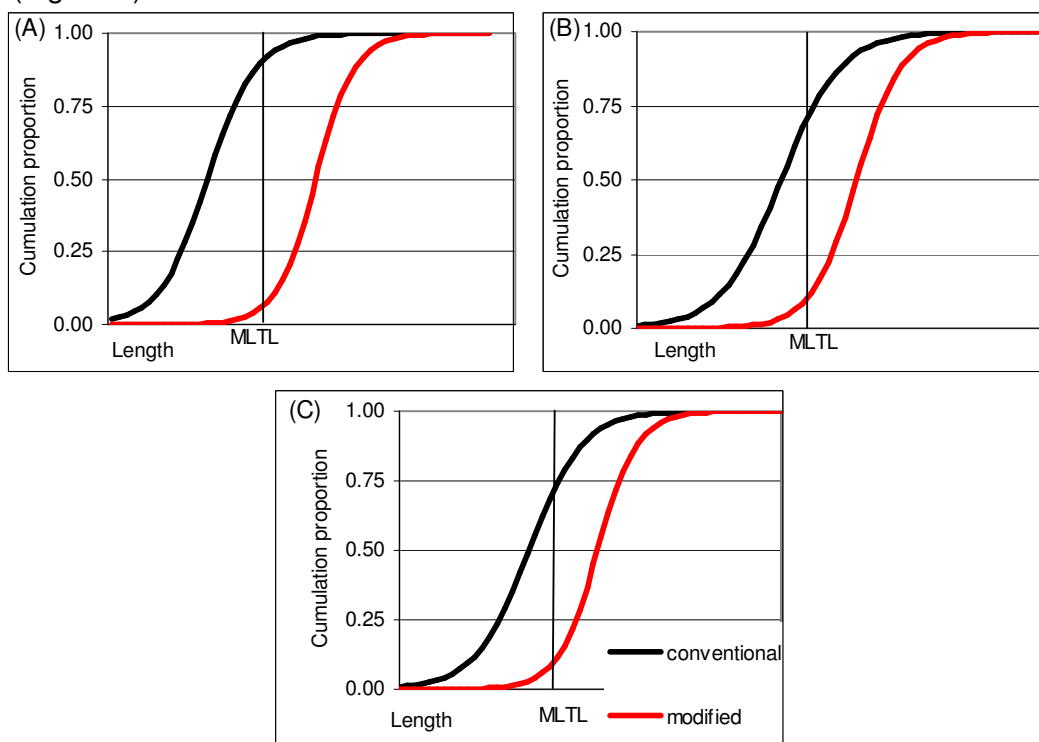 (A)
1.00
0.75
0.50
0.25
0.00
Cumulation proportion
Length
MLTL
(B)
1.00
0.75
0.50
0.25
0.00
Cumulation proportion
Length
MLTL
(C)
1.00
0.75
0.50
0.25
0.00
Cumulation proportion
Length
MLTL
conventional
modified